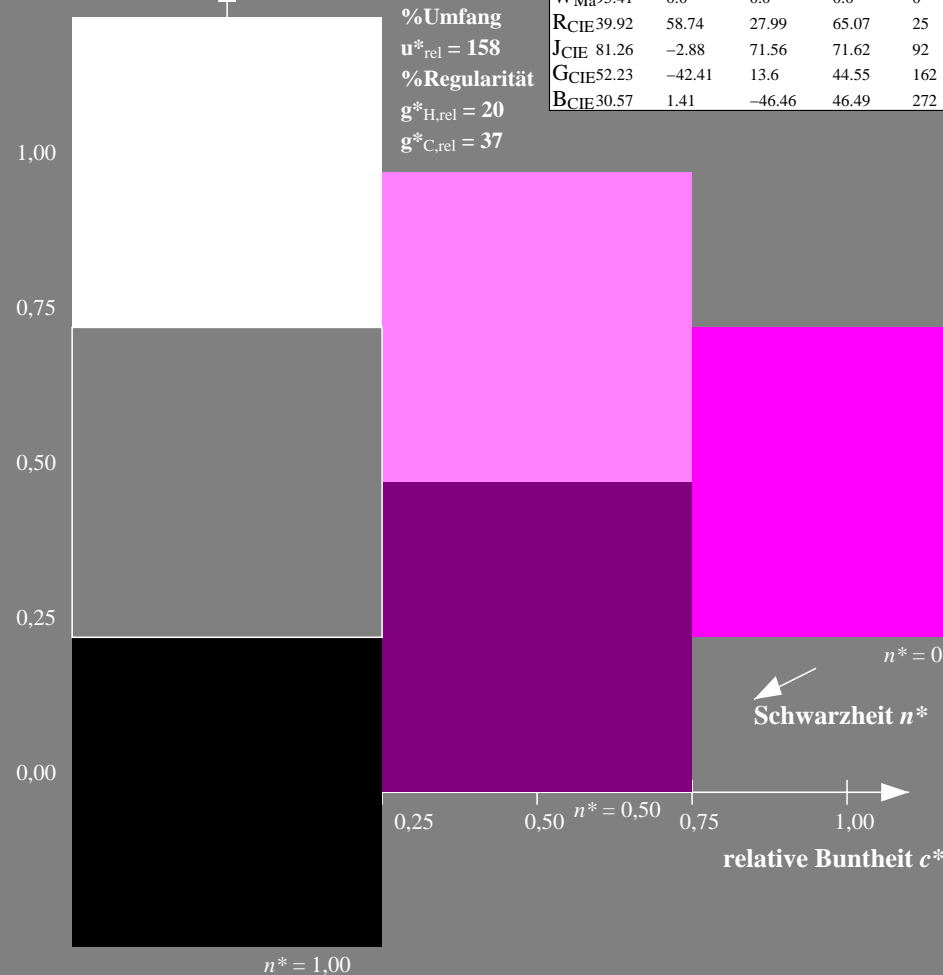 %Umfang
u*rel = 158
%Regularität
g*H,rel = 20
g*C,rel = 37
RCIE 39.92 58.74 27.99 65.07 25
JCIE 81.26 −2.88 71.56 71.62 92
GCIE 52.23 −42.41 13.6 44.55 162
BCIE 30.57 1.41 −46.46 46.49 272
1,00
0,75
0,50
0,25
n* = 0
Schwarzheit n*
0,00
n* = 0,50
0,25 0,50 0,75 1,00
relative Buntheit c*
n* = 1,00